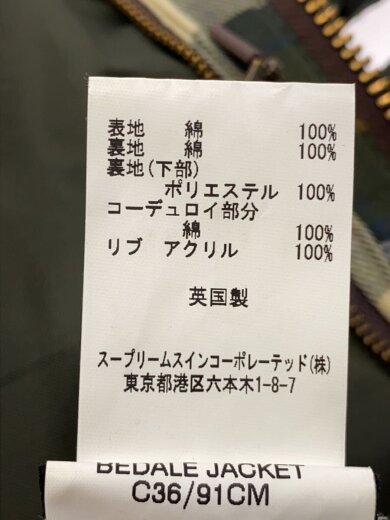 表地　　綿　　　　　　100%
裏地　　綿　　　　　　100%
裏地(下部)
ポリエステル　100%
コーデュロイ部分
綿　　　　　　100%
リブ　アクリル　　　　100%
英国製
スープリームスインコーポレーテッド(株)
東京都港区六本木1-8-7
BEDALE JACKET
C36/91CM